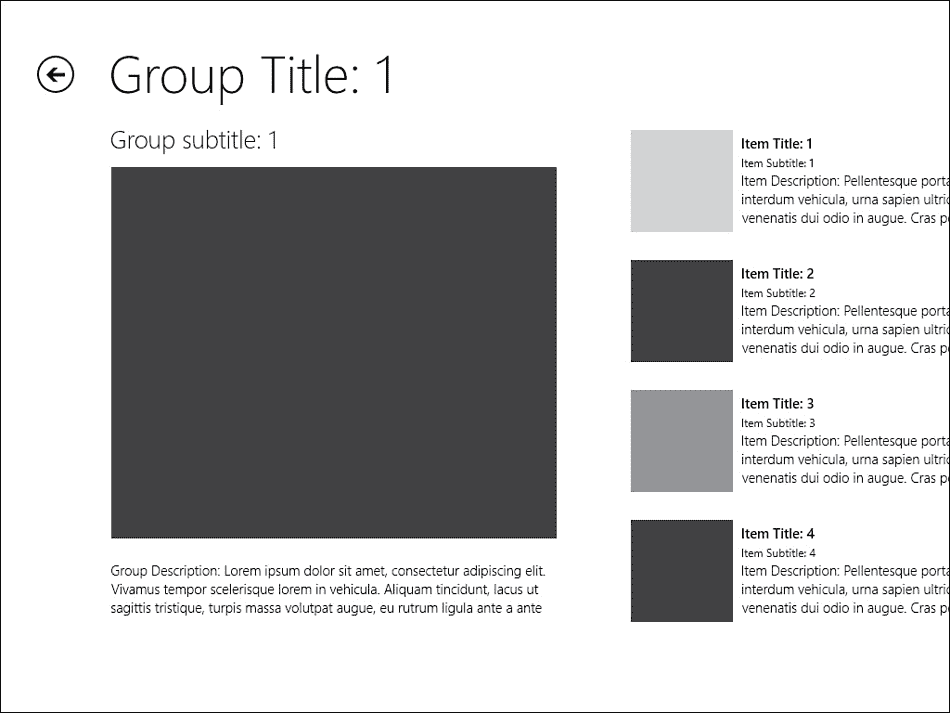 Group Title: 1
Group subtitle: 1
Group Description: Lorem ipsum dolor sit amet, consectetur adipiscing elit.
Vivamus tempor scelerisque lorem in vehicula. Aliquam tincidunt, lacus ut
sagittis tristique, turpis massa volutpat augue, eu rutrum ligula ante a ante
Item Title: 1
Item Subtitle: 1
Item Description: Pellentesque porta
interdum vehicula, urna sapien ultric
venenatis dui odio in augue. Cras p
Item Title: 2
Item Subtitle: 2
Item Description: Pellentesque porta
interdum vehicula, urna sapien ultric
venenatis dui odio in augue. Cras p
Item Title: 3
Item Subtitle: 3
Item Description: Pellentesque porta
interdum vehicula, urna sapien ultric
venenatis dui odio in augue. Cras p
Item Title: 4
Item Subtitle: 4
Item Description: Pellentesque porta
interdum vehicula, urna sapien ultric
venenatis dui odio in augue. Cras p